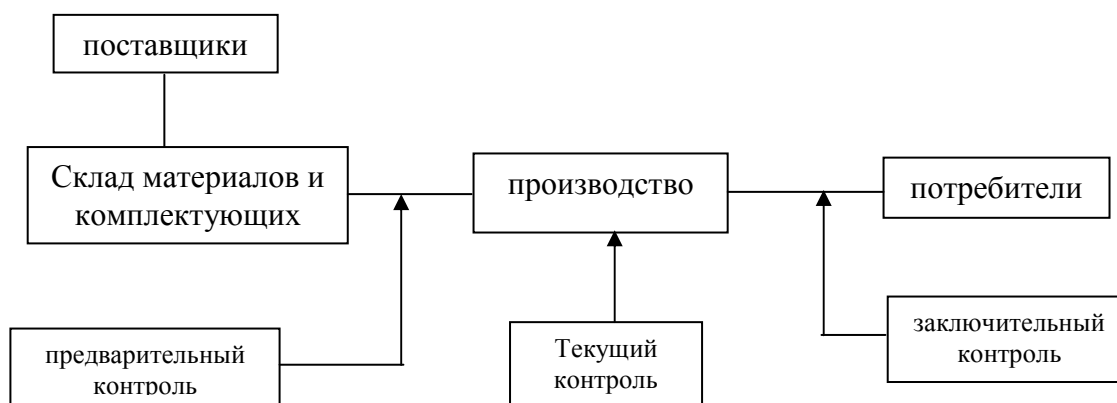 поставщики
Склад материалов и
комплектующих
производство
потребители
предварительный
контроль
Текущий
контроль
заключительный
контроль